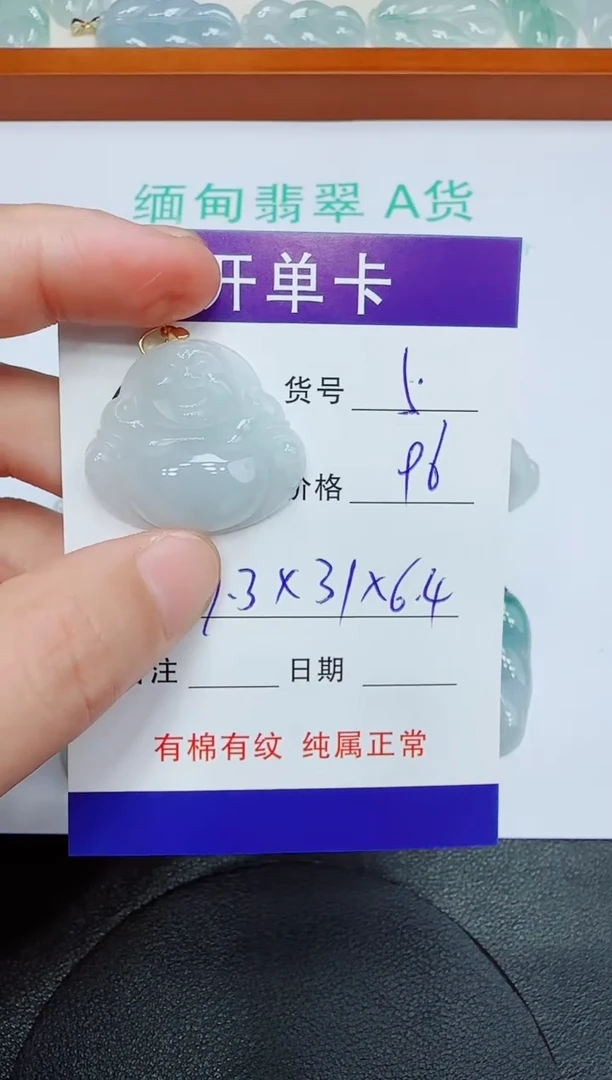 缅甸翡翠 A货
开单卡
货号 5.
价格 96
.3×31×6.4
注 日期
有棉有纹 纯属正常